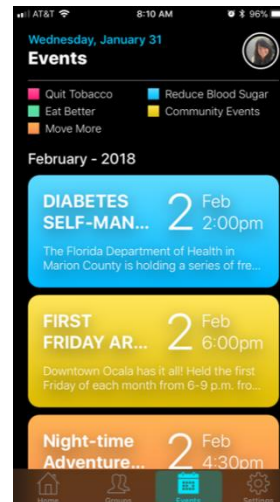 AT&T 8:10 AM 96%
Wednesday, January 31
Events
Quit Tobacco Reduce Blood Sugar
Eat Better Community Events
Move More
February - 2018
DIABETES SELF-MAN...
2 Feb 2:00pm
The Florida Department of Health in
Marion County is holding a series of fre...
FIRST FRIDAY AR...
2 Feb 6:00pm
Downtown Ocala has it all! Held the first
Friday of each month from 6-9 p.m. fro...
Night-time Adventure...
2 Feb 4:30pm
Home Groups Events Settings